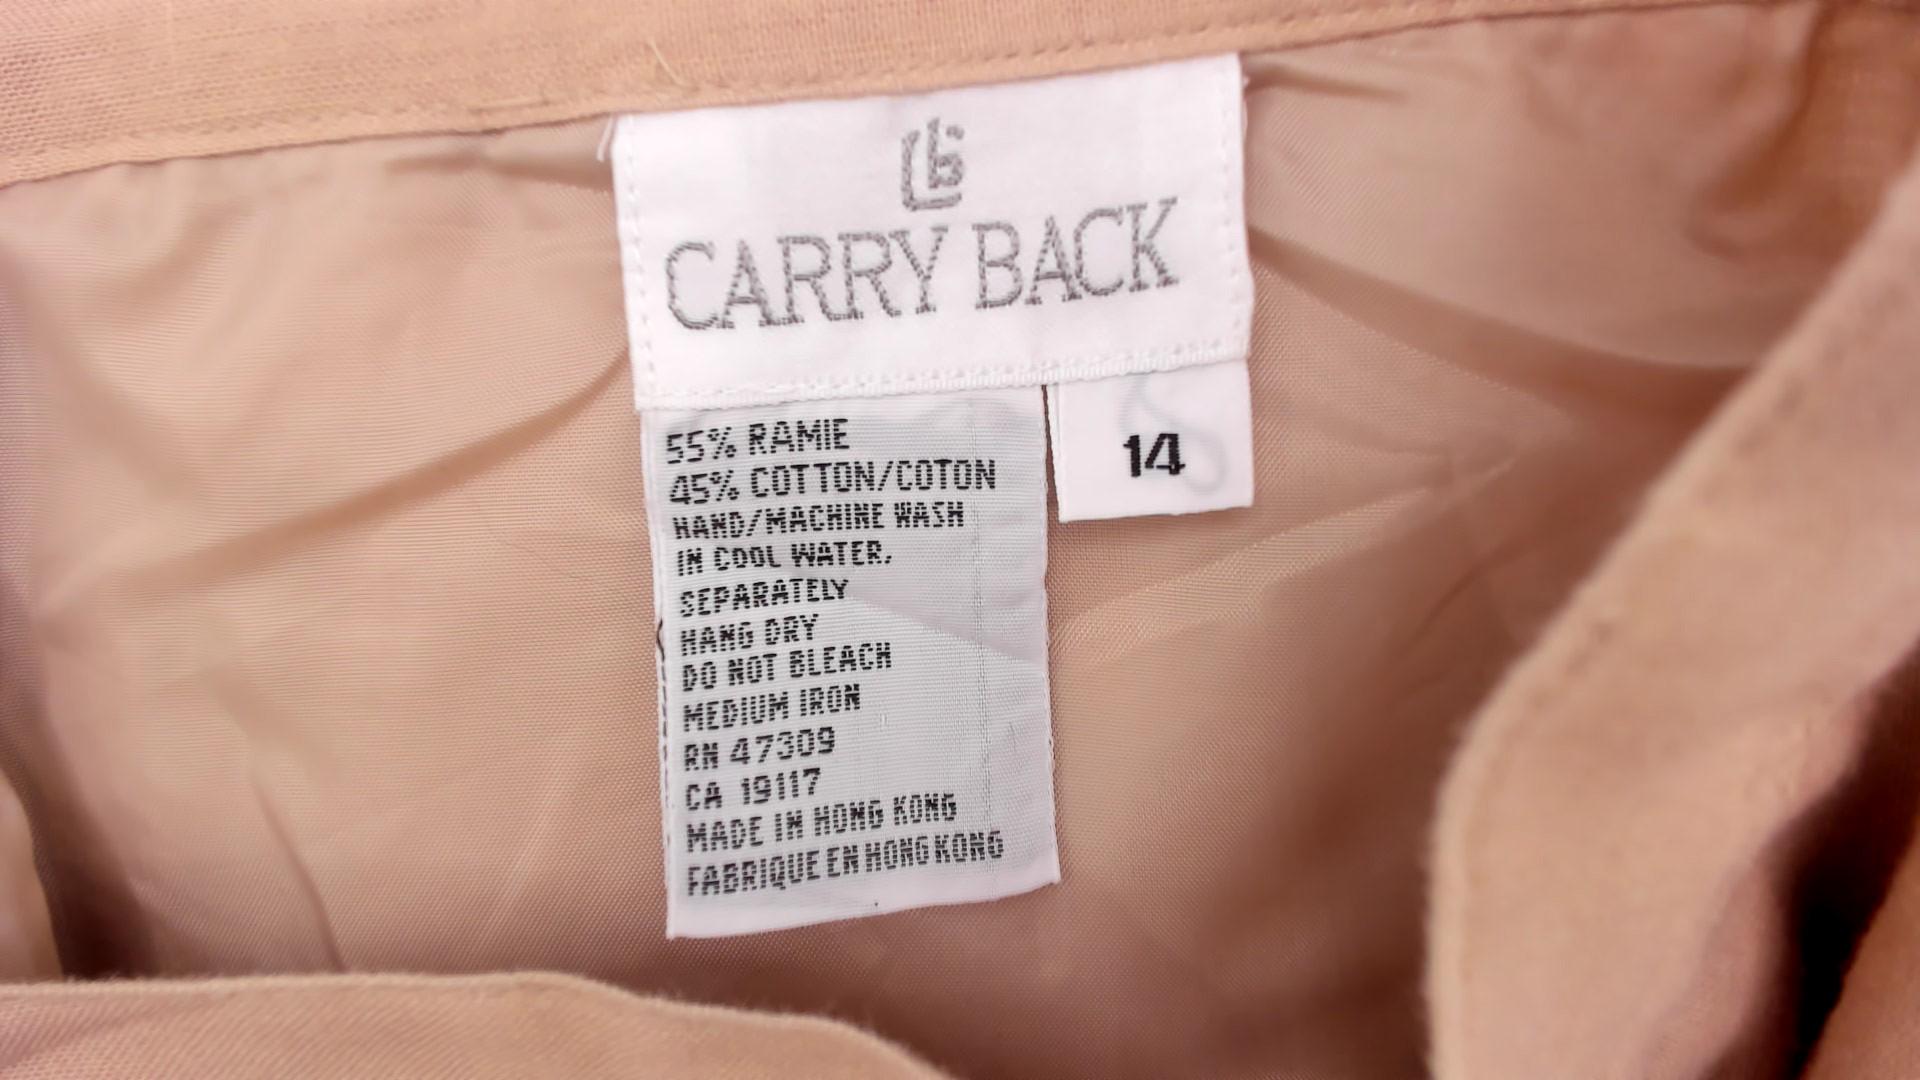 CARRY BACK
14
55% RAMIE
45% COTTON/COTON
HAND/MACHINE WASH
IN COOL WATER,
SEPARATELY
HANG DRY
DO NOT BLEACH
MEDIUM IRON
RN 47309
CA 19117
MADE IN HONG KONG
FABRIQUE EN HONG KONG